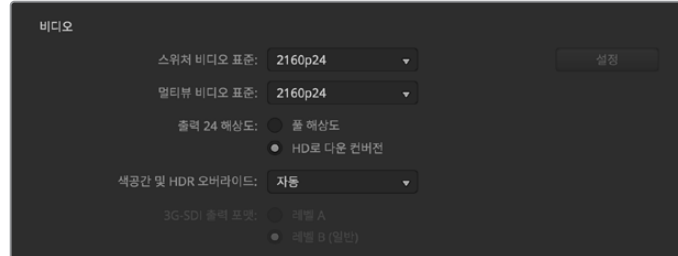 비디오
스위처 비디오 표준: 2160p24 설정
멀티뷰 비디오 표준: 2160p24
출력 24 해상도: 풀 해상도
HD로 다운 컨버전
색공간 및 HDR 오버라이드: 자동
3G-SDI 출력 포맷: 레벨 A
레벨 B (일반)